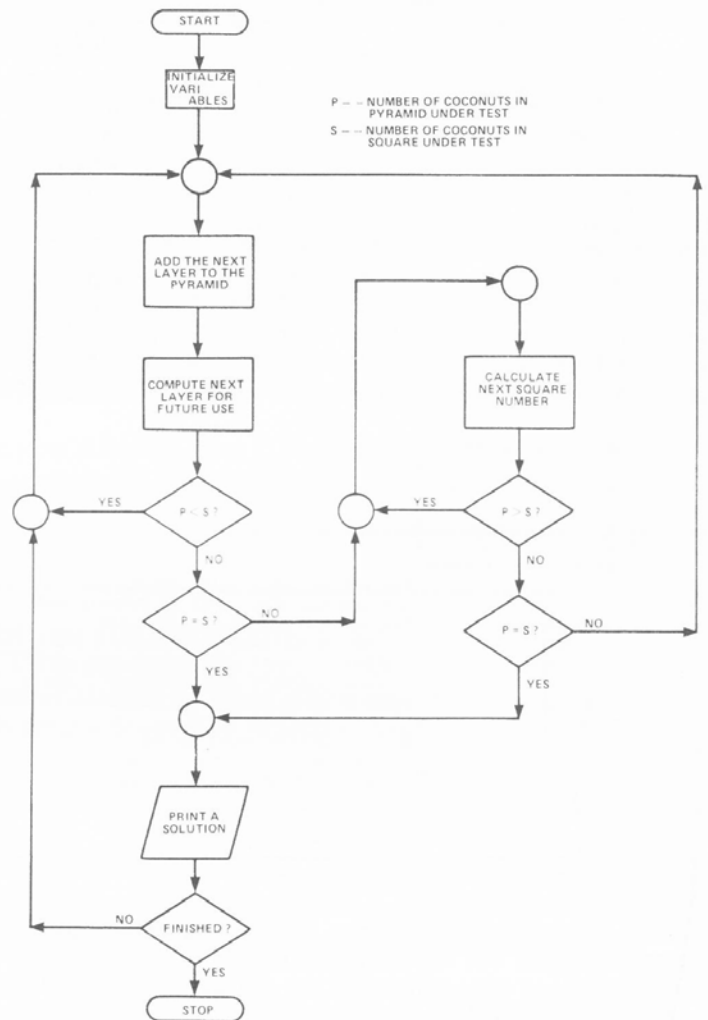 START
INITIALIZE
VARI
ABLES
P – – NUMBER OF COCONUTS IN
PYRAMID UNDER TEST
S – – NUMBER OF COCONUTS IN
SQUARE UNDER TEST
ADD THE NEXT
LAYER TO THE
PYRAMID
COMPUTE NEXT
LAYER FOR
FUTURE USE
CALCULATE
NEXT SQUARE
NUMBER
YES
P < S ?
NO
YES
P > S ?
NO
P = S ?
NO
YES
P = S ?
NO
YES
PRINT A
SOLUTION
NO
FINISHED ?
YES
STOP